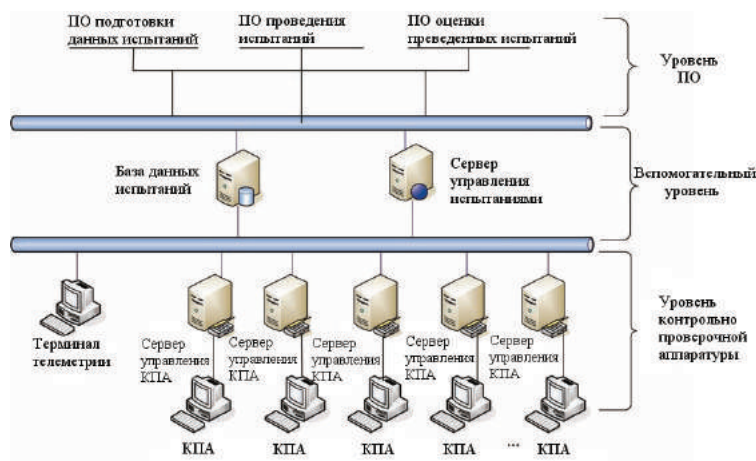 ПО подготовки
данных испытаний
ПО проведения
испытаний
ПО оценки
преведенных испытаний
Уровень
ПО
База данных
испытаний
Сервер
управления
испытаниями
Вспомогательный
уровень
Терминал
телеметрии
Сервер
управления
КПА
Сервер
управления
КПА
Сервер
управления
КПА
Сервер
управления
КПА
Сервер
управления
КПА
Уровень
контрольно
проверочной
аппаратуры
КПА
КПА
КПА
КПА
... КПА